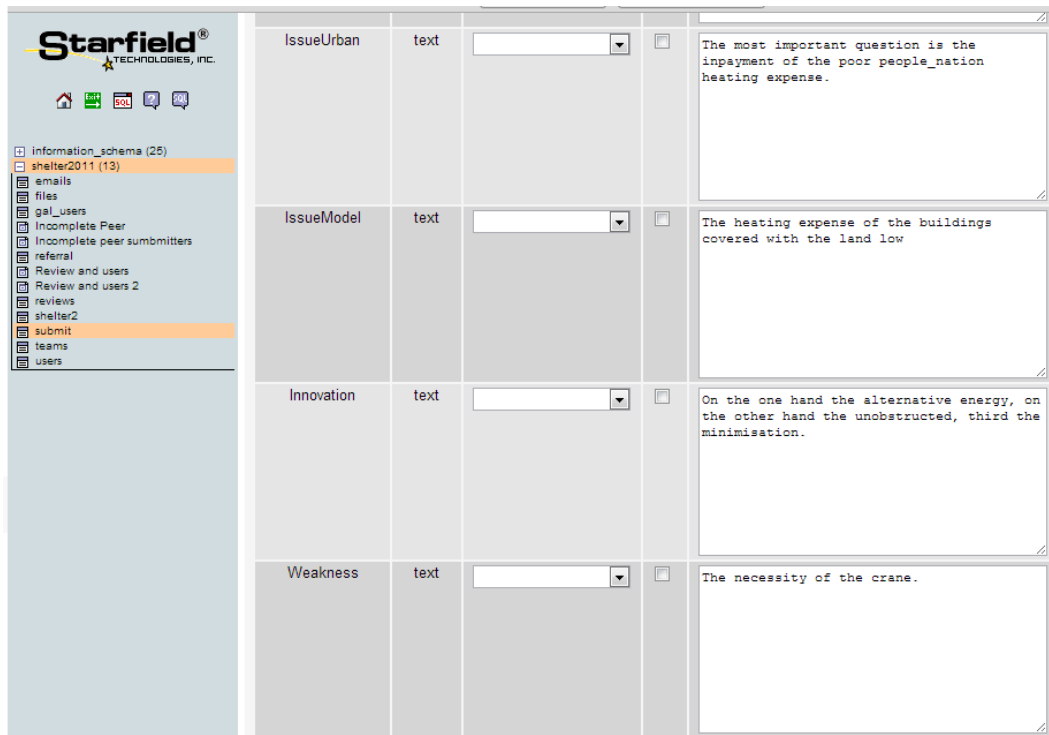 Starfield®
TECHNOLOGIES, INC.
Exit
SQL
?
SQL
information_schema (25)
shelter2011 (13)
emails
files
gal_users
Incomplete Peer
Incomplete peer sumbmitters
referral
Review and users
Review and users 2
reviews
shelter2
submit
teams
users
IssueUrban text
The most important question is the
inpayment of the poor people_nation
heating expense.
IssueModel text
The heating expense of the buildings
covered with the land low
Innovation text
On the one hand the alternative energy, on
the other hand the unobstructed, third the
minimisation.
Weakness text
The necessity of the crane.